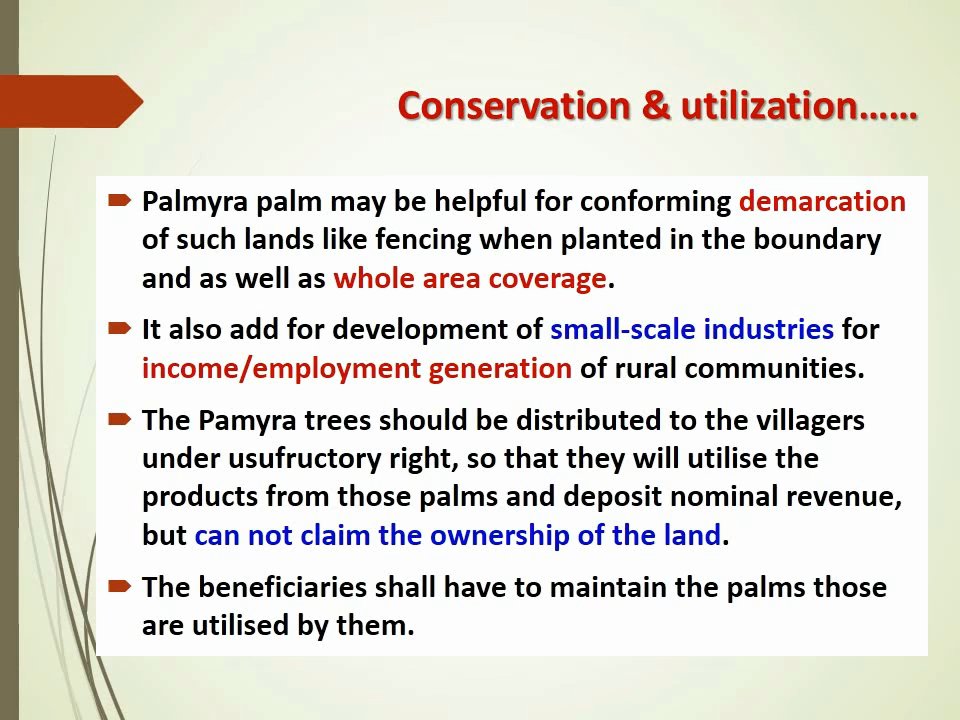 Conservation & utilization......
Palmyra palm may be helpful for conforming demarcation
of such lands like fencing when planted in the boundary
and as well as whole area coverage.
It also add for development of small-scale industries for
income/employment generation of rural communities.
The Pamyra trees should be distributed to the villagers
under usufructory right, so that they will utilise the
products from those palms and deposit nominal revenue,
but can not claim the ownership of the land.
The beneficiaries shall have to maintain the palms those
are utilised by them.